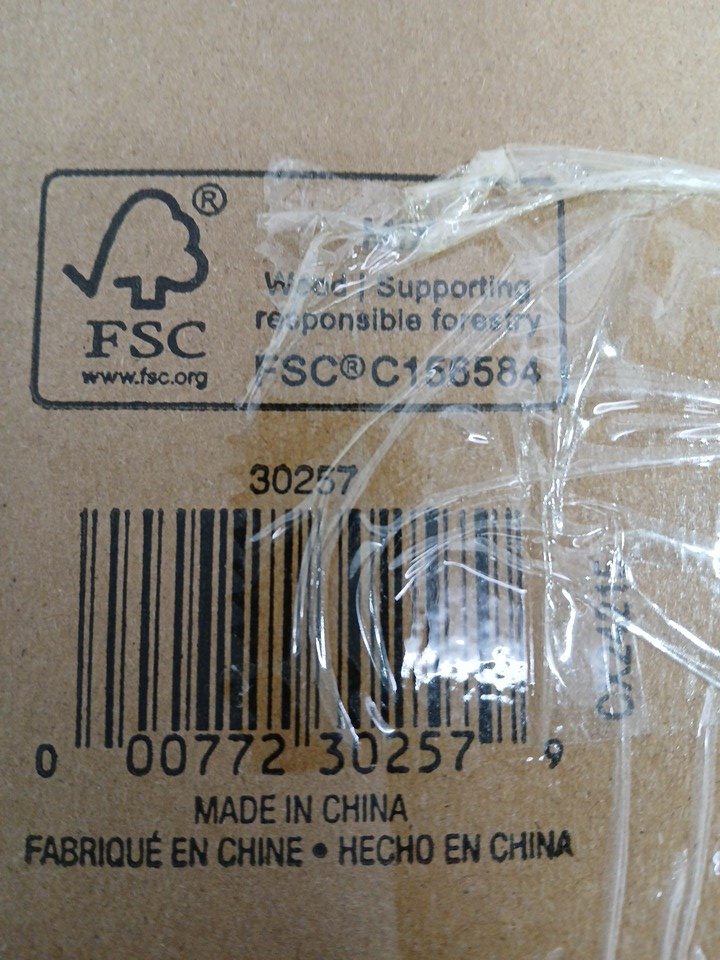 ®
FSC
www.fsc.org
Wood | Supporting
responsible forestry
FSC® C156584
30257
0 00772 30257 9
MADE IN CHINA
FABRIQUÉ EN CHINE • HECHO EN CHINA